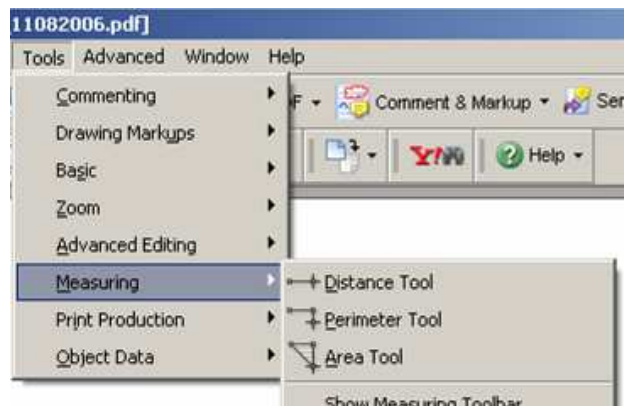 11082006.pdf]
Tools Advanced Window Help
F Comment & Markup Ser
Y! Help
Commenting
Drawing Markups
Basic
Zoom
Advanced Editing
Measuring
Print Production
Object Data
Distance Tool
Perimeter Tool
Area Tool
Show Measuring Toolbar